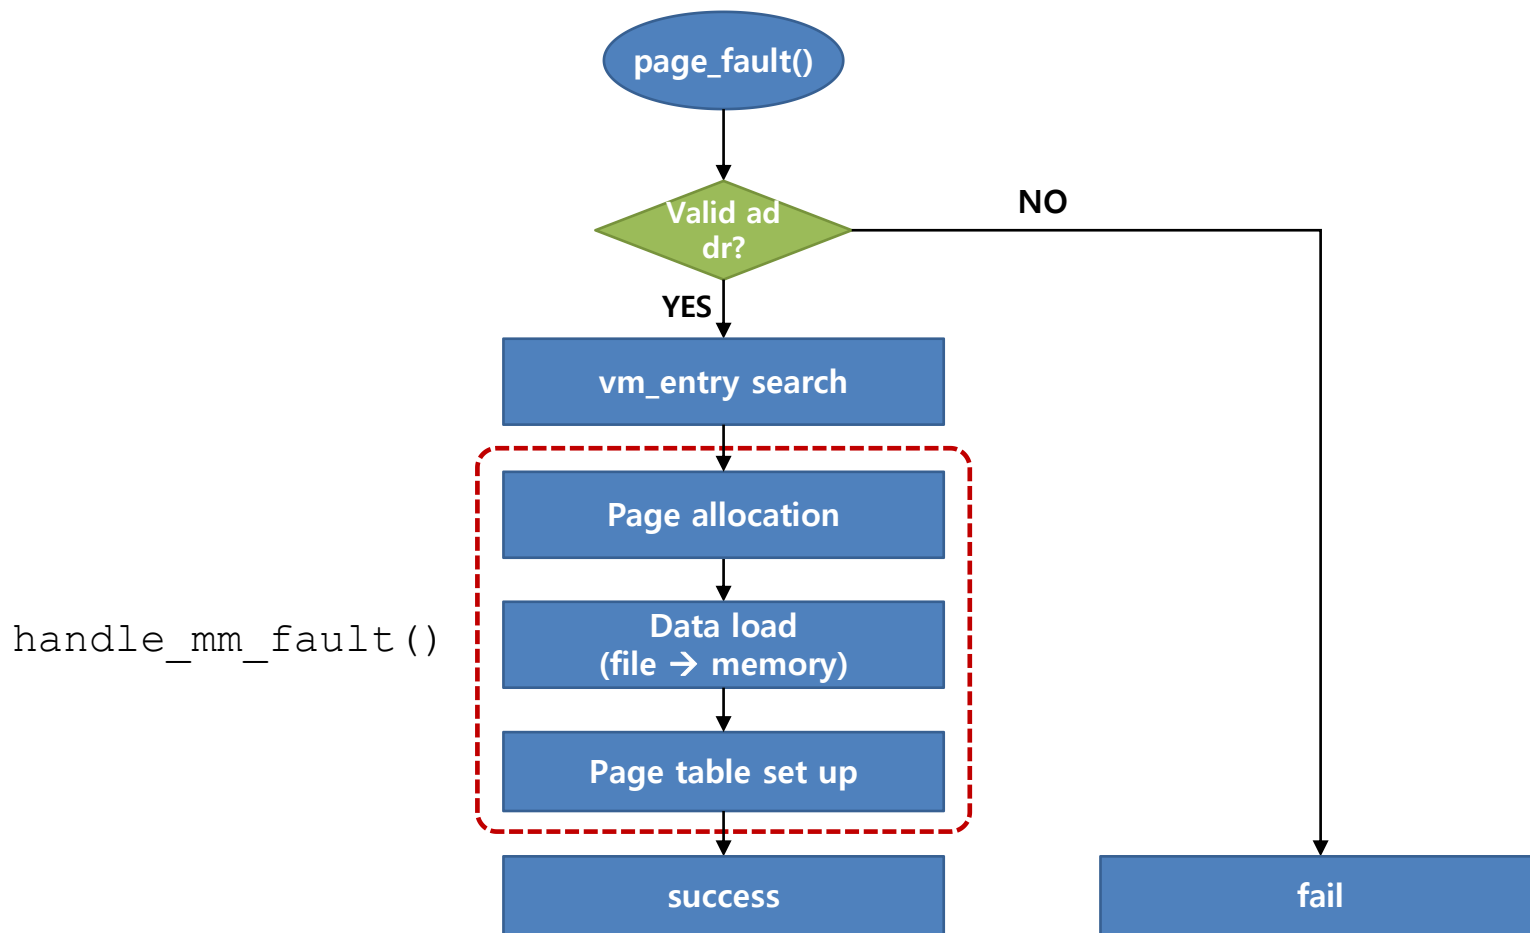 page_fault()
Valid ad
dr?
NO
YES
vm_entry search
Page allocation
handle_mm_fault()
Data load
(file → memory)
Page table set up
success
fail